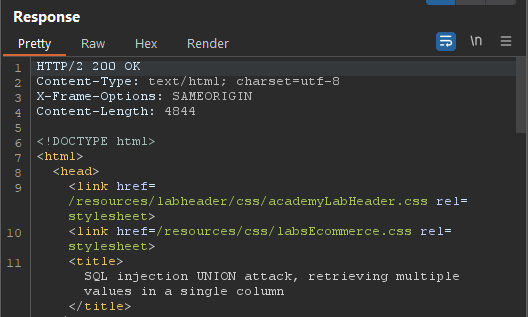 Response
Pretty Raw Hex Render \n
1 HTTP/2 200 OK
2 Content-Type: text/html; charset=utf-8
3 X-Frame-Options: SAMEORIGIN
4 Content-Length: 4844
5
6 <!DOCTYPE html>
7 <html>
8 <head>
9 <link href=
/resources/labheader/css/academyLabHeader.css rel=
stylesheet>
10 <link href=/resources/css/labsEcommerce.css rel=
stylesheet>
11 <title>
SQL injection UNION attack, retrieving multiple
values in a single column
</title>